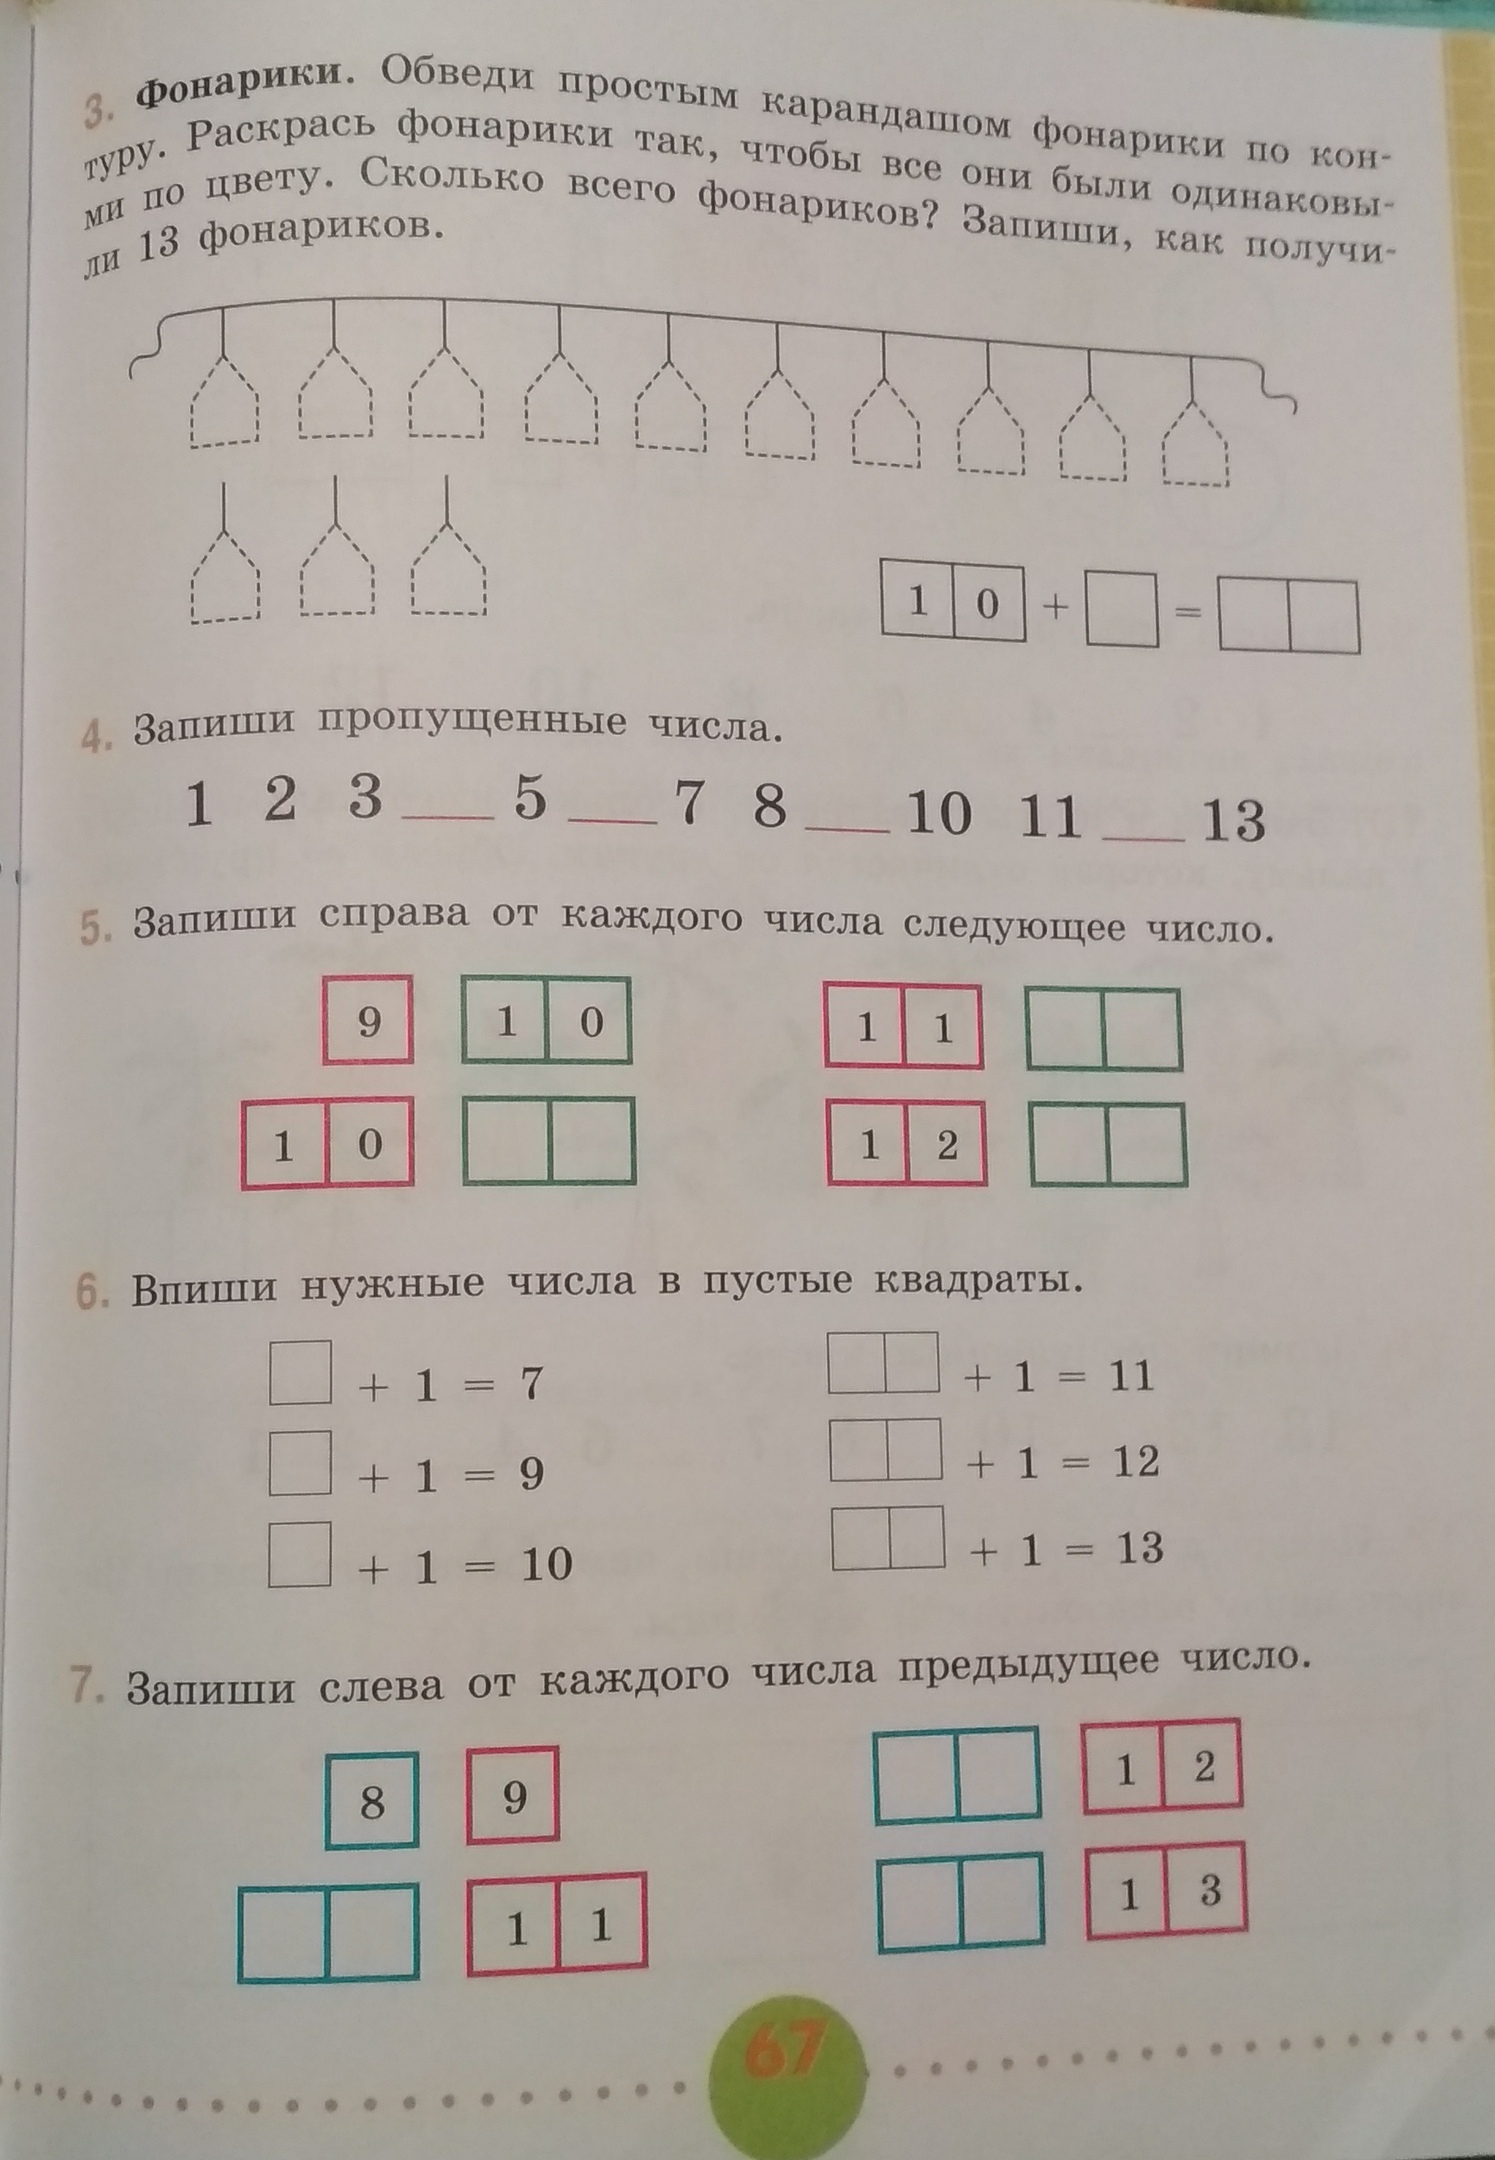 3. Фонарики. Обведи простым карандашом фонарики по кон-
туру. Раскрась фонарики так, чтобы все они были одинаковы-
ми по цвету. Сколько всего фонариков? Запиши, как получи-
ли 13 фонариков.
1 0 + =
4. Запиши пропущенные числа.
1 2 3 __ 5 __ 7 8 __ 10 11 __ 13
5. Запиши справа от каждого числа следующее число.
9 1 0 1 1
1 0 1 2
6. Впиши нужные числа в пустые квадраты.
+ 1 = 7 + 1 = 11
+ 1 = 9 + 1 = 12
+ 1 = 10 + 1 = 13
7. Запиши слева от каждого числа предыдущее число.
8 9 1 2
1 1 1 3
67